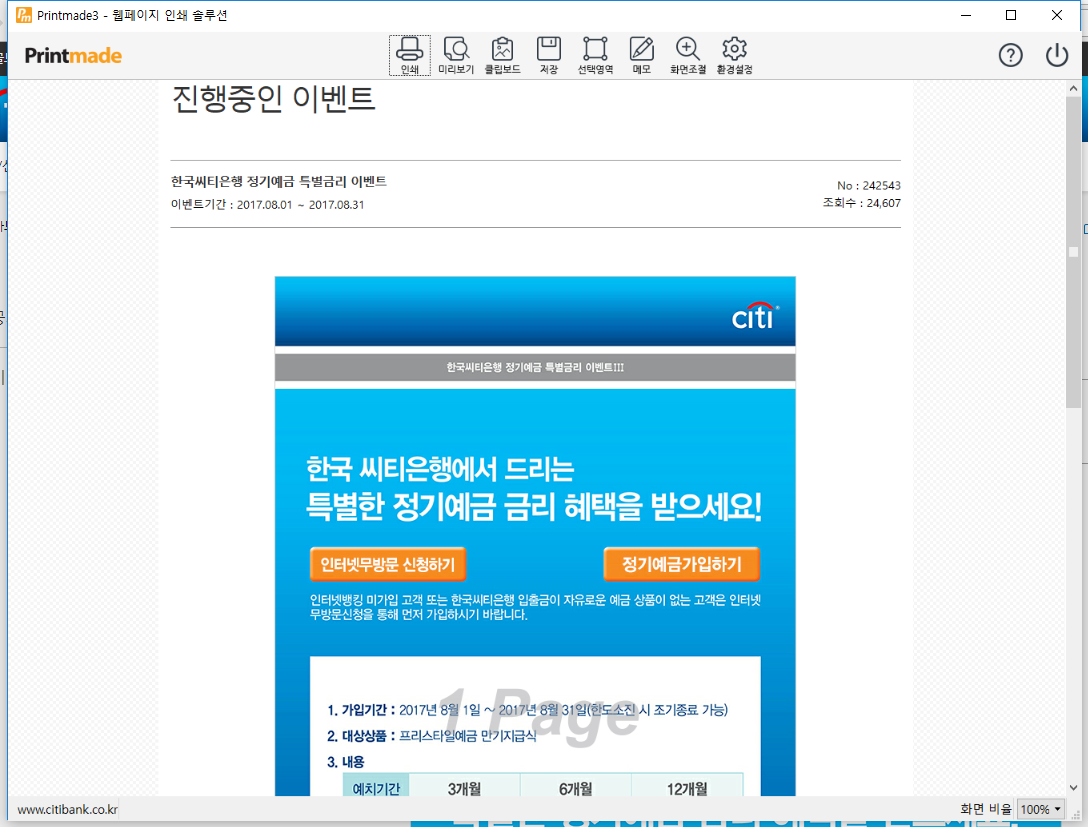 Printmade3 - 웹페이지 인쇄 솔루션
Printmade
인쇄 미리보기 클립보드 저장 선택영역 메모 화면조절 환경설정
진행중인 이벤트
한국씨티은행 정기예금 특별금리 이벤트
No : 242543
이벤트기간 : 2017.08.01 ~ 2017.08.31
조회수 : 24,607
citi
한국씨티은행 정기예금 특별금리 이벤트III
한국 씨티은행에서 드리는
특별한 정기예금 금리 혜택을 받으세요!
인터넷무방문 신청하기 정기예금가입하기
인터넷뱅킹 미가입 고객 또는 한국씨티은행 입출금이 자유로운 예금 상품이 없는 고객은 인터넷
무방문신청을 통해 먼저 가입하시기 바랍니다.
1. 가입기간 : 2017년 8월 1일 ~ 2017년 8월 31일(한도소진 시 조기종료 가능)
1 Page
2. 대상상품 : 프리스타일예금 만기지급식
3. 내용
예치기간 3개월 6개월 12개월
www.citibank.co.kr
화면 비율 100%